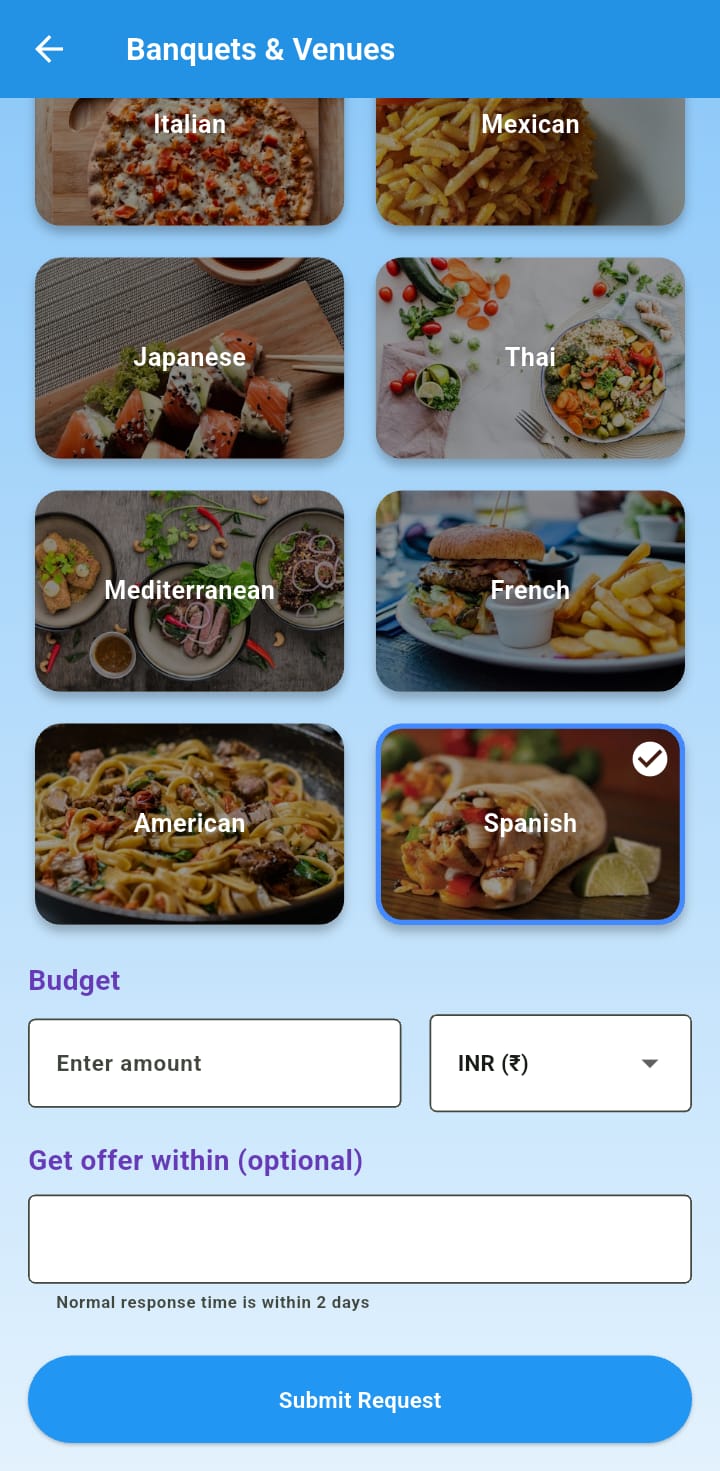 Banquets & Venues
Italian
Mexican
Japanese
Thai
Mediterranean
French
American
Spanish
Budget
Enter amount
INR (₹)
Get offer within (optional)
Normal response time is within 2 days
Submit Request